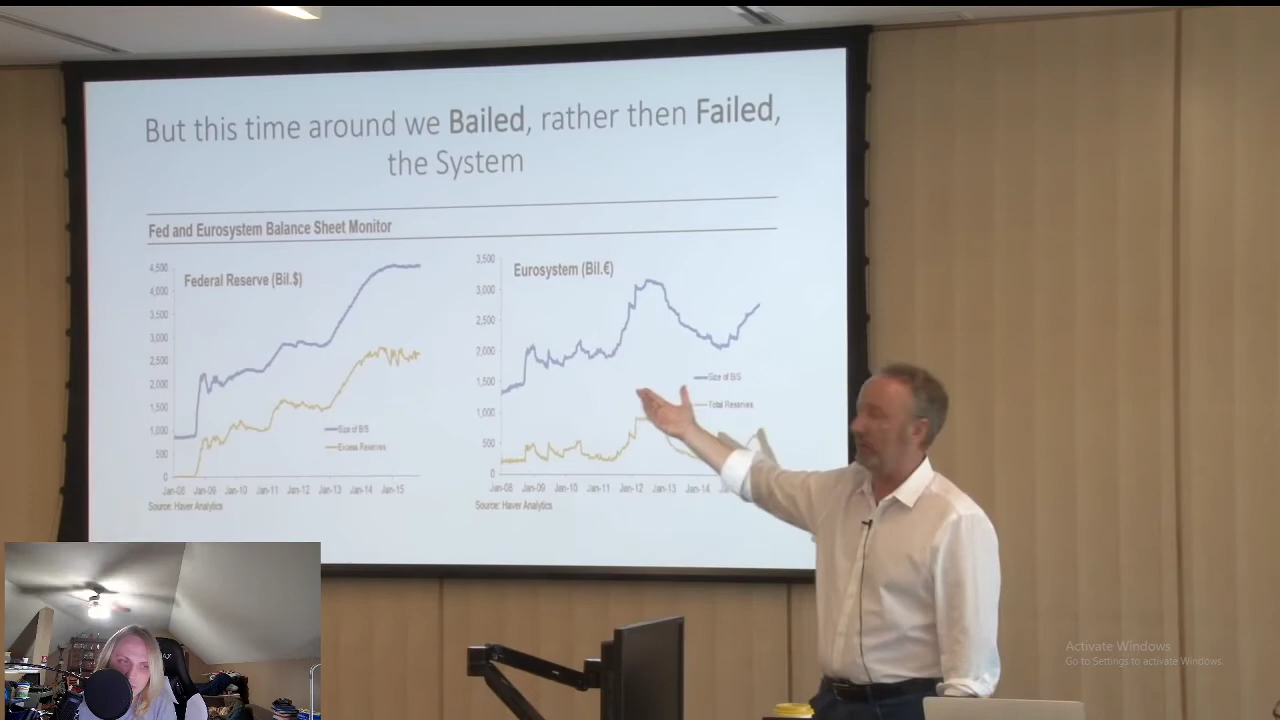 But this time around we Bailed, rather then Failed,
the System
Fed and Eurosystem Balance Sheet Monitor
Federal Reserve (Bil.$)
4,500
4,000
3,500
3,000
2,500
2,000
1,500
1,000
500
0
Size of B/S
Excess Reserves
Jan-08 Jan-09 Jan-10 Jan-11 Jan-12 Jan-13 Jan-14 Jan-15
Source: Haver Analytics
Eurosystem (Bil.€)
3,500
3,000
2,500
2,000
1,500
1,000
500
0
Size of B/S
Total Reserves
Jan-08 Jan-09 Jan-10 Jan-11 Jan-12 Jan-13 Jan-14
Source: Haver Analytics
Activate Windows
Go to Settings to activate Windows.